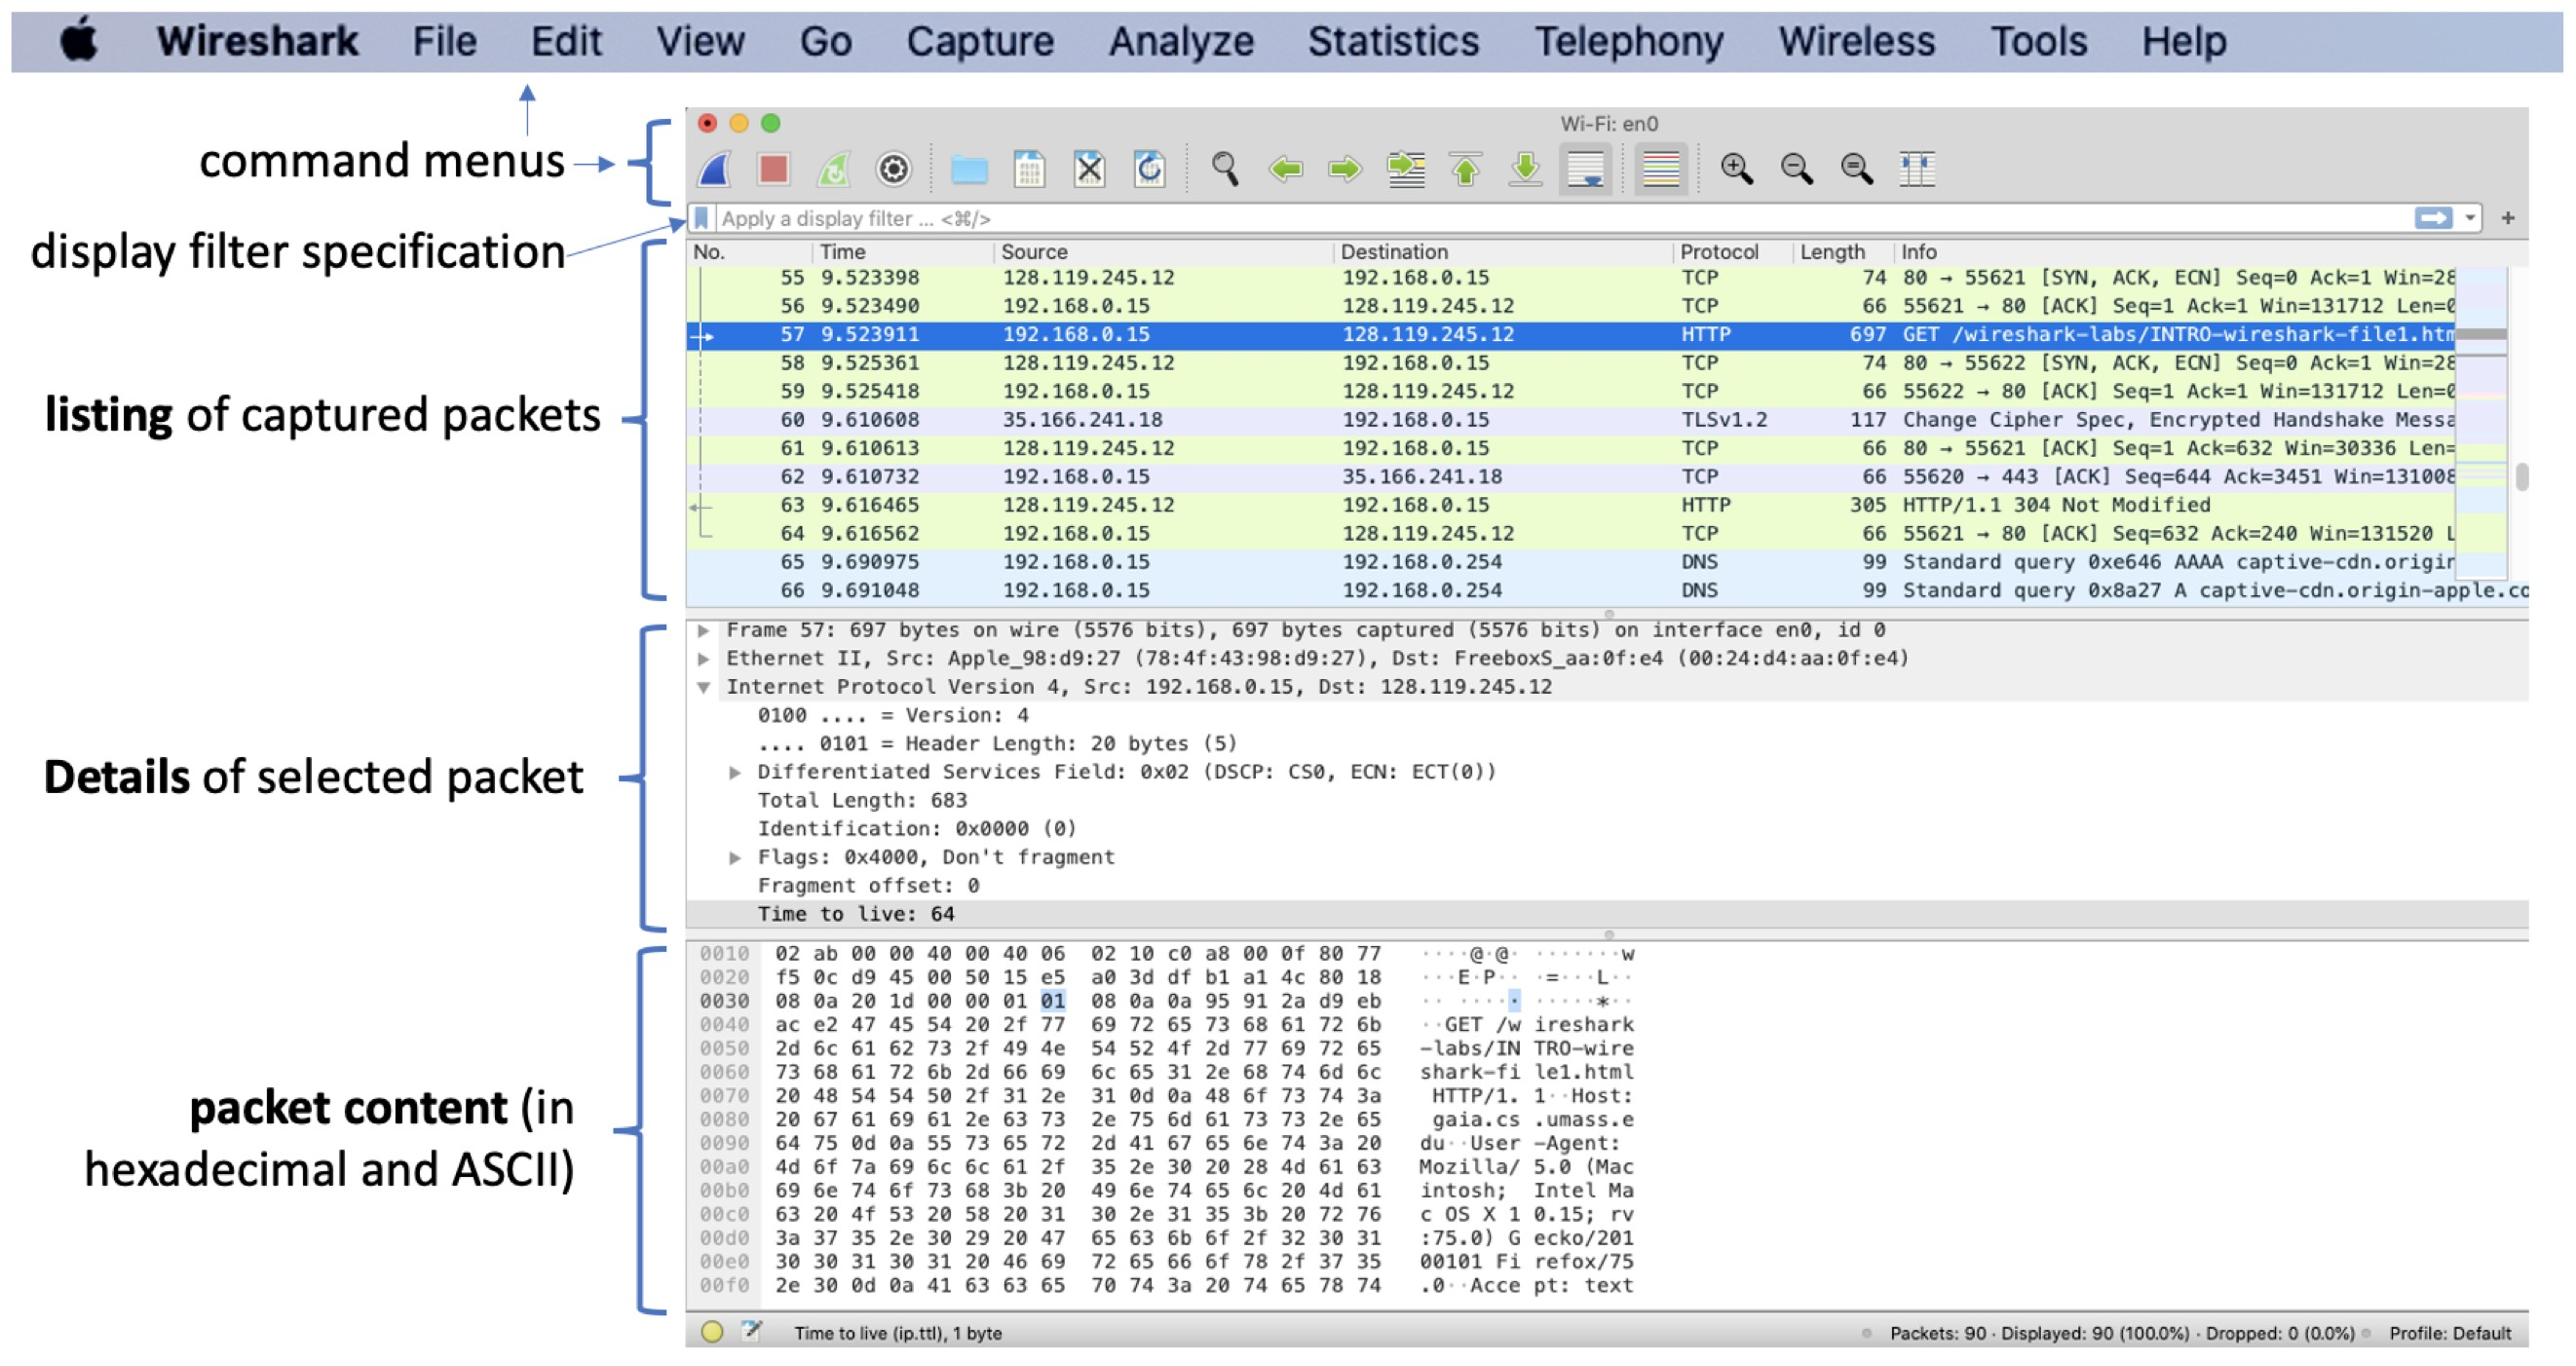 Wireshark File Edit View Go Capture Analyze Statistics Telephony Wireless Tools Help
Wi-Fi: en0
command menus
Apply a display filter ... <⌘/>
+
display filter specification
No. Time Source Destination Protocol Length Info
55 9.523398 128.119.245.12 192.168.0.15 TCP 74 80 → 55621 [SYN, ACK, ECN] Seq=0 Ack=1 Win=28
56 9.523490 192.168.0.15 128.119.245.12 TCP 66 55621 → 80 [ACK] Seq=1 Ack=1 Win=131712 Len=0
57 9.523911 192.168.0.15 128.119.245.12 HTTP 697 GET /wireshark-labs/INTRO-wireshark-file1.htm
58 9.525361 128.119.245.12 192.168.0.15 TCP 74 80 → 55622 [SYN, ACK, ECN] Seq=0 Ack=1 Win=28
59 9.525418 192.168.0.15 128.119.245.12 TCP 66 55622 → 80 [ACK] Seq=1 Ack=1 Win=131712 Len=0
listing of captured packets
60 9.610608 35.166.241.18 192.168.0.15 TLSv1.2 117 Change Cipher Spec, Encrypted Handshake Messa
61 9.610613 128.119.245.12 192.168.0.15 TCP 66 80 → 55621 [ACK] Seq=1 Ack=632 Win=30336 Len=
62 9.610732 192.168.0.15 35.166.241.18 TCP 66 55620 → 443 [ACK] Seq=644 Ack=3451 Win=131008
63 9.616465 128.119.245.12 192.168.0.15 HTTP 305 HTTP/1.1 304 Not Modified
64 9.616562 192.168.0.15 128.119.245.12 TCP 66 55621 → 80 [ACK] Seq=632 Ack=240 Win=131520 L
65 9.690975 192.168.0.15 192.168.0.254 DNS 99 Standard query 0xe646 AAAA captive-cdn.origin
66 9.691048 192.168.0.15 192.168.0.254 DNS 99 Standard query 0x8a27 A captive-cdn.origin-apple.co
Frame 57: 697 bytes on wire (5576 bits), 697 bytes captured (5576 bits) on interface en0, id 0
Ethernet II, Src: Apple_98:d9:27 (78:4f:43:98:d9:27), Dst: FreeboxS_aa:0f:e4 (00:24:d4:aa:0f:e4)
Internet Protocol Version 4, Src: 192.168.0.15, Dst: 128.119.245.12
0100 .... = Version: 4
.... 0101 = Header Length: 20 bytes (5)
Details of selected packet
Differentiated Services Field: 0x02 (DSCP: CS0, ECN: ECT(0))
Total Length: 683
Identification: 0x0000 (0)
Flags: 0x4000, Don't fragment
Fragment offset: 0
Time to live: 64
0010 02 ab 00 00 40 00 40 06 02 10 c0 a8 00 0f 80 77 ····@·@· ·······w
0020 f5 0c d9 45 00 50 15 e5 a0 3d df b1 a1 4c 80 18 ···E·P·· ·=···L··
0030 08 0a 20 1d 00 00 01 01 08 0a 0a 95 91 2a d9 eb ·· ····· ·····*··
0040 ac e2 47 45 54 20 2f 77 69 72 65 73 68 61 72 6b ··GET /w ireshark
0050 2d 6c 61 62 73 2f 49 4e 54 52 4f 2d 77 69 72 65 -labs/IN TRO-wire
0060 73 68 61 72 6b 2d 66 69 6c 65 31 2e 68 74 6d 6c shark-fi le1.html
0070 20 48 54 54 50 2f 31 2e 31 0d 0a 48 6f 73 74 3a HTTP/1. 1··Host:
0080 20 67 61 69 61 2e 63 73 2e 75 6d 61 73 73 2e 65 gaia.cs .umass.e
0090 64 75 0d 0a 55 73 65 72 2d 41 67 65 6e 74 3a 20 du··User -Agent:
00a0 4d 6f 7a 69 6c 6c 61 2f 35 2e 30 20 28 4d 61 63 Mozilla/ 5.0 (Mac
00b0 69 6e 74 6f 73 68 3b 20 49 6e 74 65 6c 20 4d 61 intosh; Intel Ma
00c0 63 20 4f 53 20 58 20 31 30 2e 31 35 3b 20 72 76 c OS X 1 0.15; rv
00d0 3a 37 35 2e 30 29 20 47 65 63 6b 6f 2f 32 30 31 :75.0) G ecko/201
00e0 30 30 31 30 31 20 46 69 72 65 66 6f 78 2f 37 35 00101 Fi refox/75
00f0 2e 30 0d 0a 41 63 63 65 70 74 3a 20 74 65 78 74 .0··Acce pt: text
packet content (in
hexadecimal and ASCII)
Time to live (ip.ttl), 1 byte
Packets: 90 · Displayed: 90 (100.0%) · Dropped: 0 (0.0%)
Profile: Default